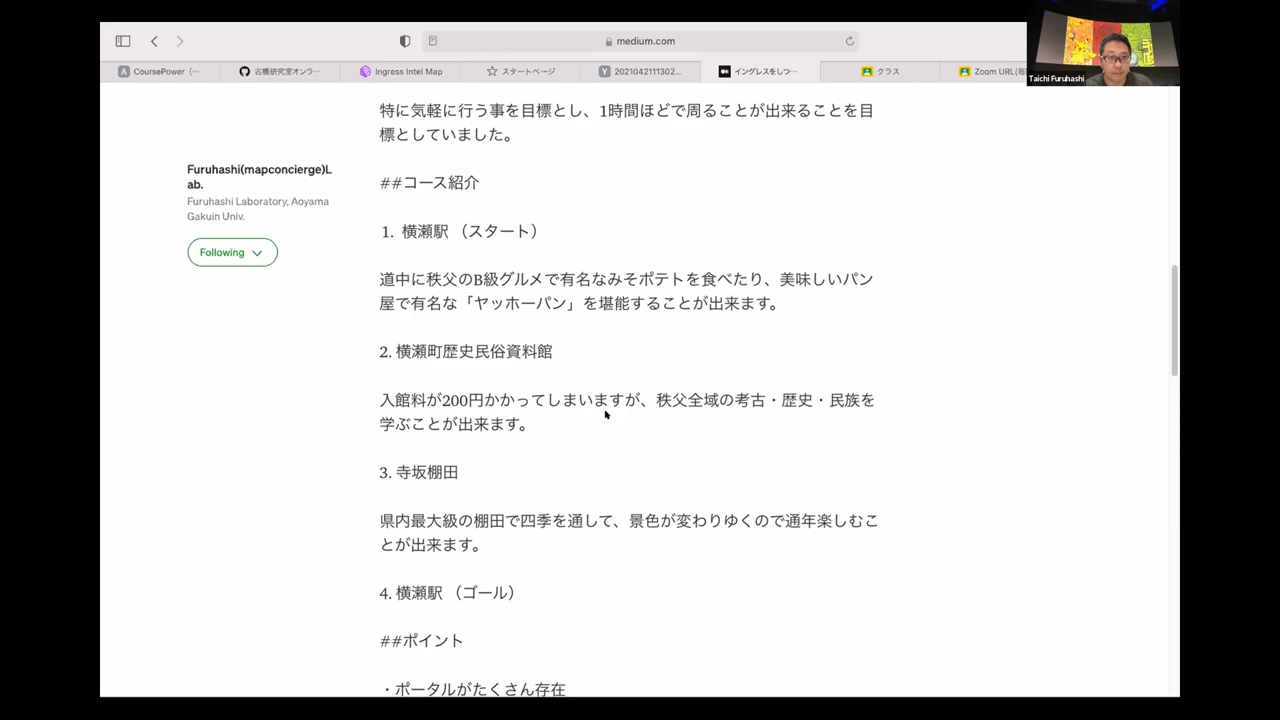 medium.com
CoursePower (…
古橋研究室オンラ…
Ingress Intel Map
スタートページ
2021042111302…
イングレスをしつ…
クラス
Zoom URL(毎
Taichi Furuhashi
特に気軽に行う事を目標とし、1時間ほどで周ることが出来ることを目
標としていました。
Furuhashi(mapconcierge)L
ab.
Furuhashi Laboratory, Aoyama
Gakuin Univ.
Following
##コース紹介
1. 横瀬駅 （スタート）
道中に秩父のB級グルメで有名なみそポテトを食べたり、美味しいパン
屋で有名な「ヤッホーパン」を堪能することが出来ます。
2. 横瀬町歴史民俗資料館
入館料が200円かかってしまいますが、秩父全域の考古・歴史・民族を
学ぶことが出来ます。
3. 寺坂棚田
県内最大級の棚田で四季を通して、景色が変わりゆくので通年楽しむこ
とが出来ます。
4. 横瀬駅 （ゴール）
##ポイント
・ポータルがたくさん存在